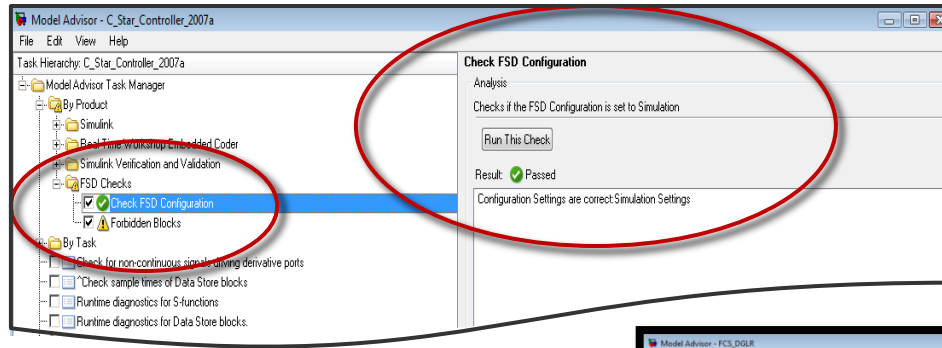 Model Advisor - C_Star_Controller_2007a
File Edit View Help
Task Hierarchy: C_Star_Controller_2007a
Model Advisor Task Manager
By Product
Simulink
Real-Time Workshop Embedded Coder
Simulink Verification and Validation
FSD Checks
Check FSD Configuration
Forbidden Blocks
By Task
Check for non-continuous signals driving derivative ports
^Check sample times of Data Store blocks
Runtime diagnostics for S-functions
Runtime diagnostics for Data Store blocks.
Check FSD Configuration
Analysis
Checks if the FSD Configuration is set to Simulation
Run This Check
Result: Passed
Configuration Settings are correct:Simulation Settings
Model Advisor - FCS_DGLR